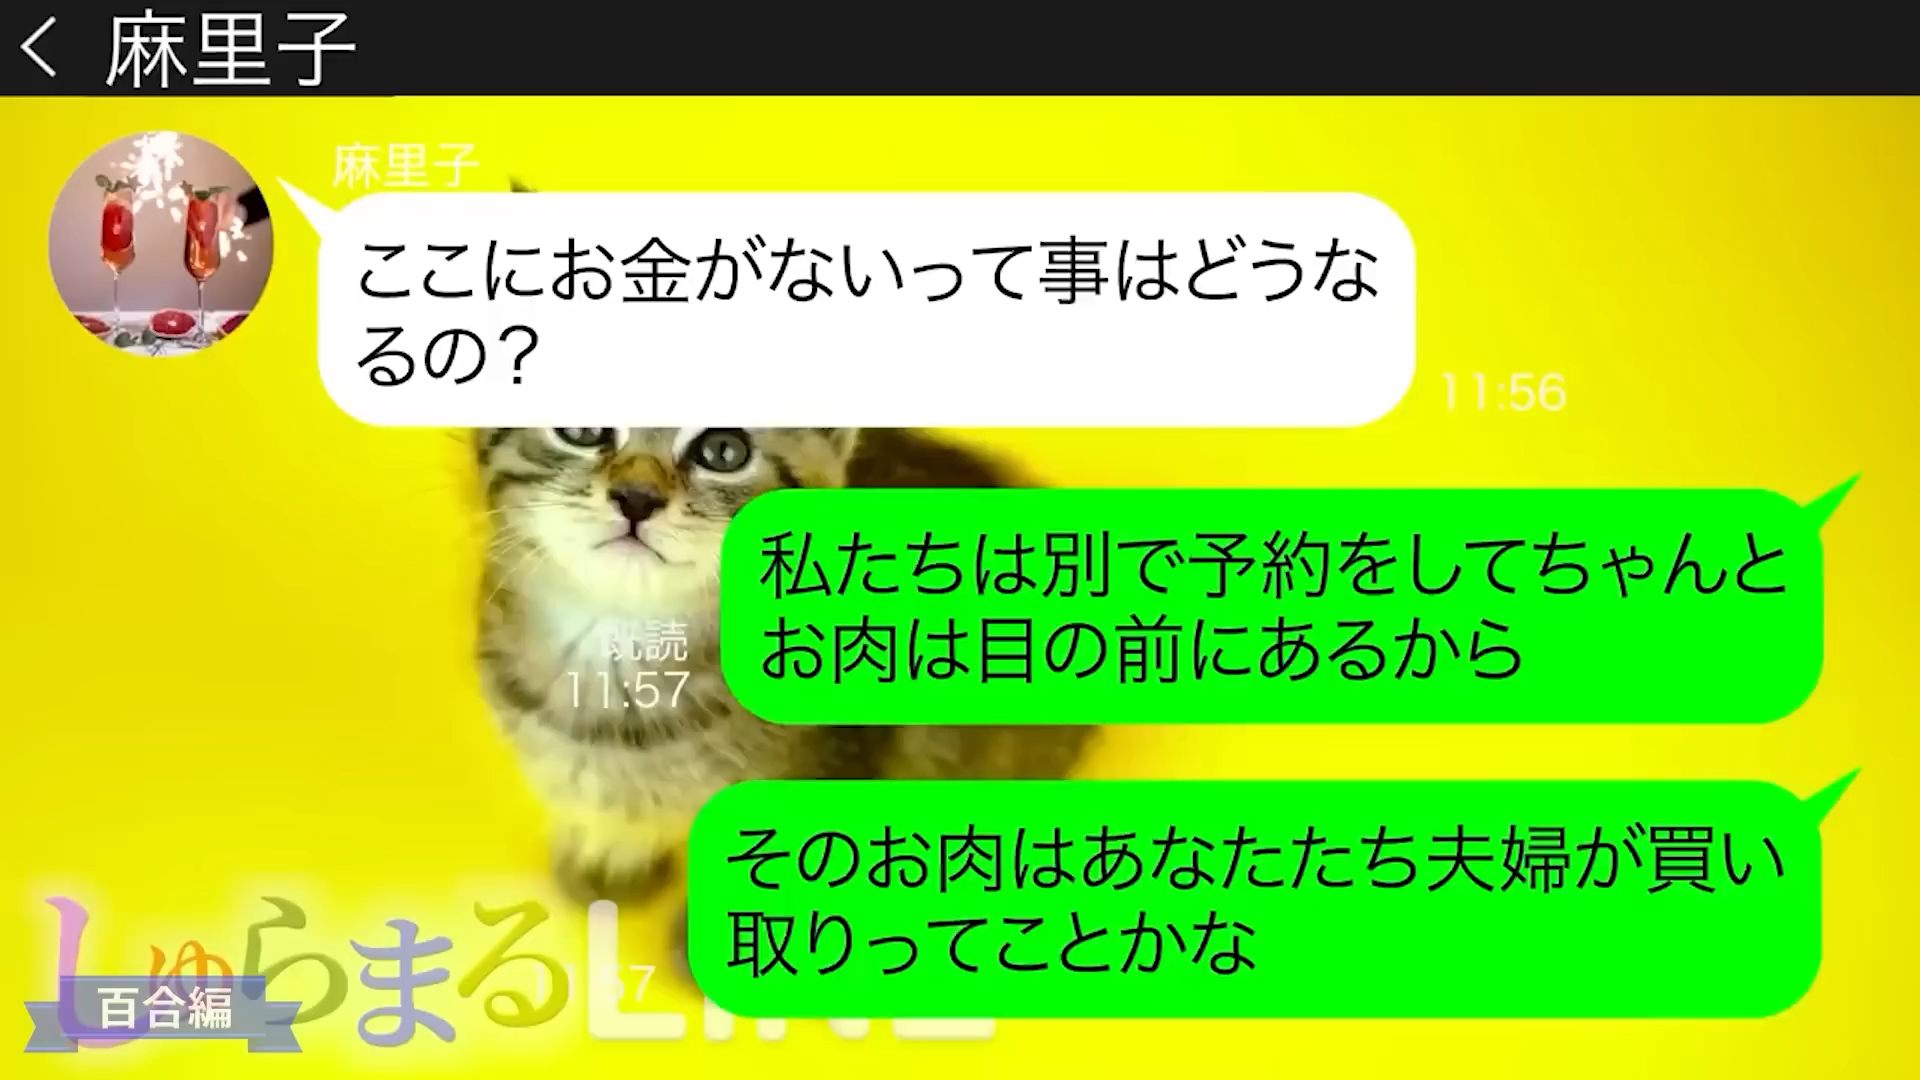 麻里子
麻里子
ここにお金がないって事はどうな
るの？
11:56
私たちは別で予約をしてちゃんと
お肉は目の前にあるから
既読
11:57
そのお肉はあなたたち夫婦が買い
取りってことかな
11:57
しゅらまるLINE
百合編